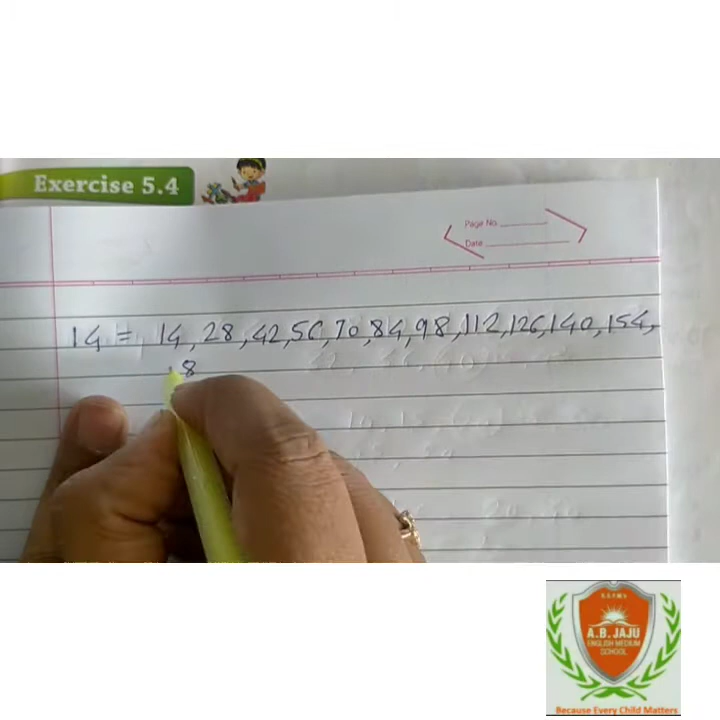 Exercise 5.4
Page No.
Date
14 = 14, 28, 42, 56, 70, 84, 98, 112, 126, 140, 154,
8
A.B. JAJU
ENGLISH MEDIUM
SCHOOL
Because Every Child Matters